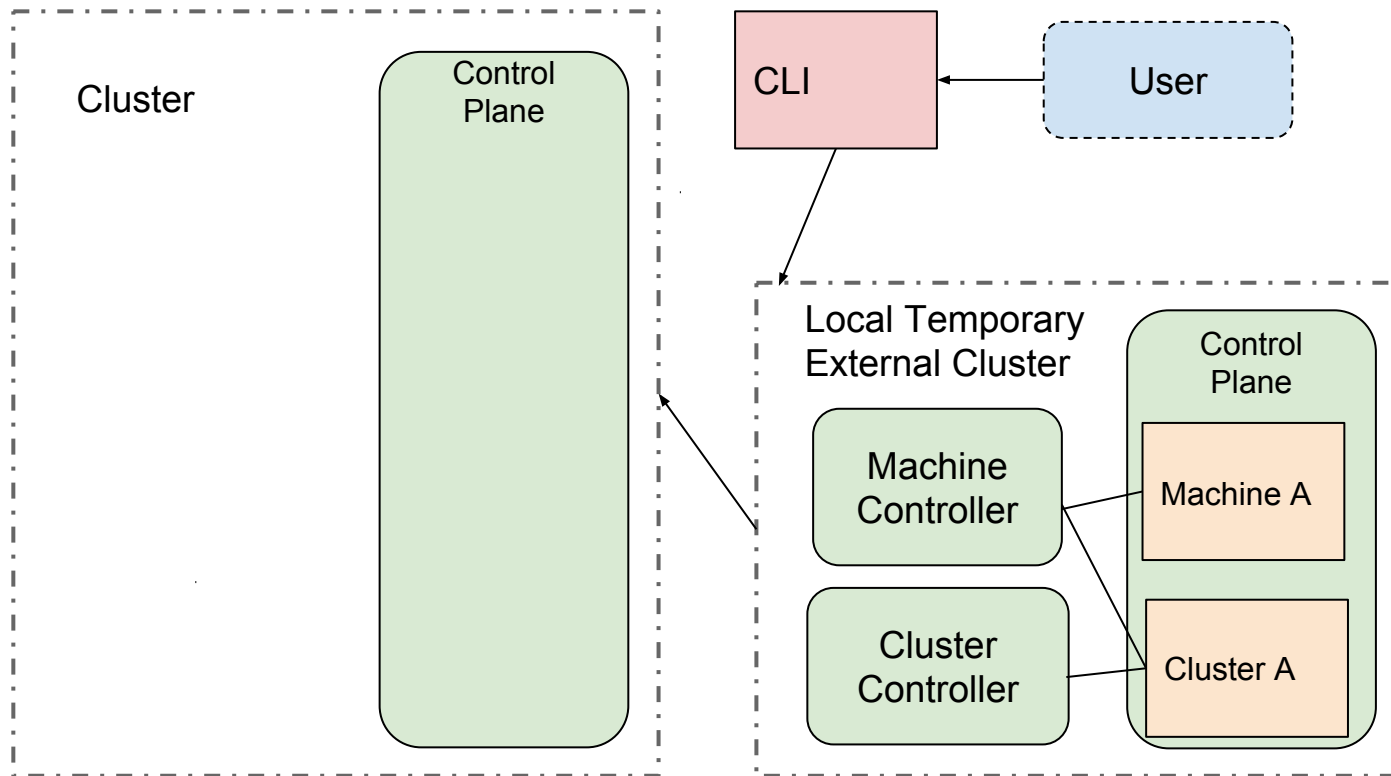 Cluster
Control
Plane
CLI
User
Local Temporary
External Cluster
Control
Plane
Machine
Controller
Machine A
Cluster
Controller
Cluster A